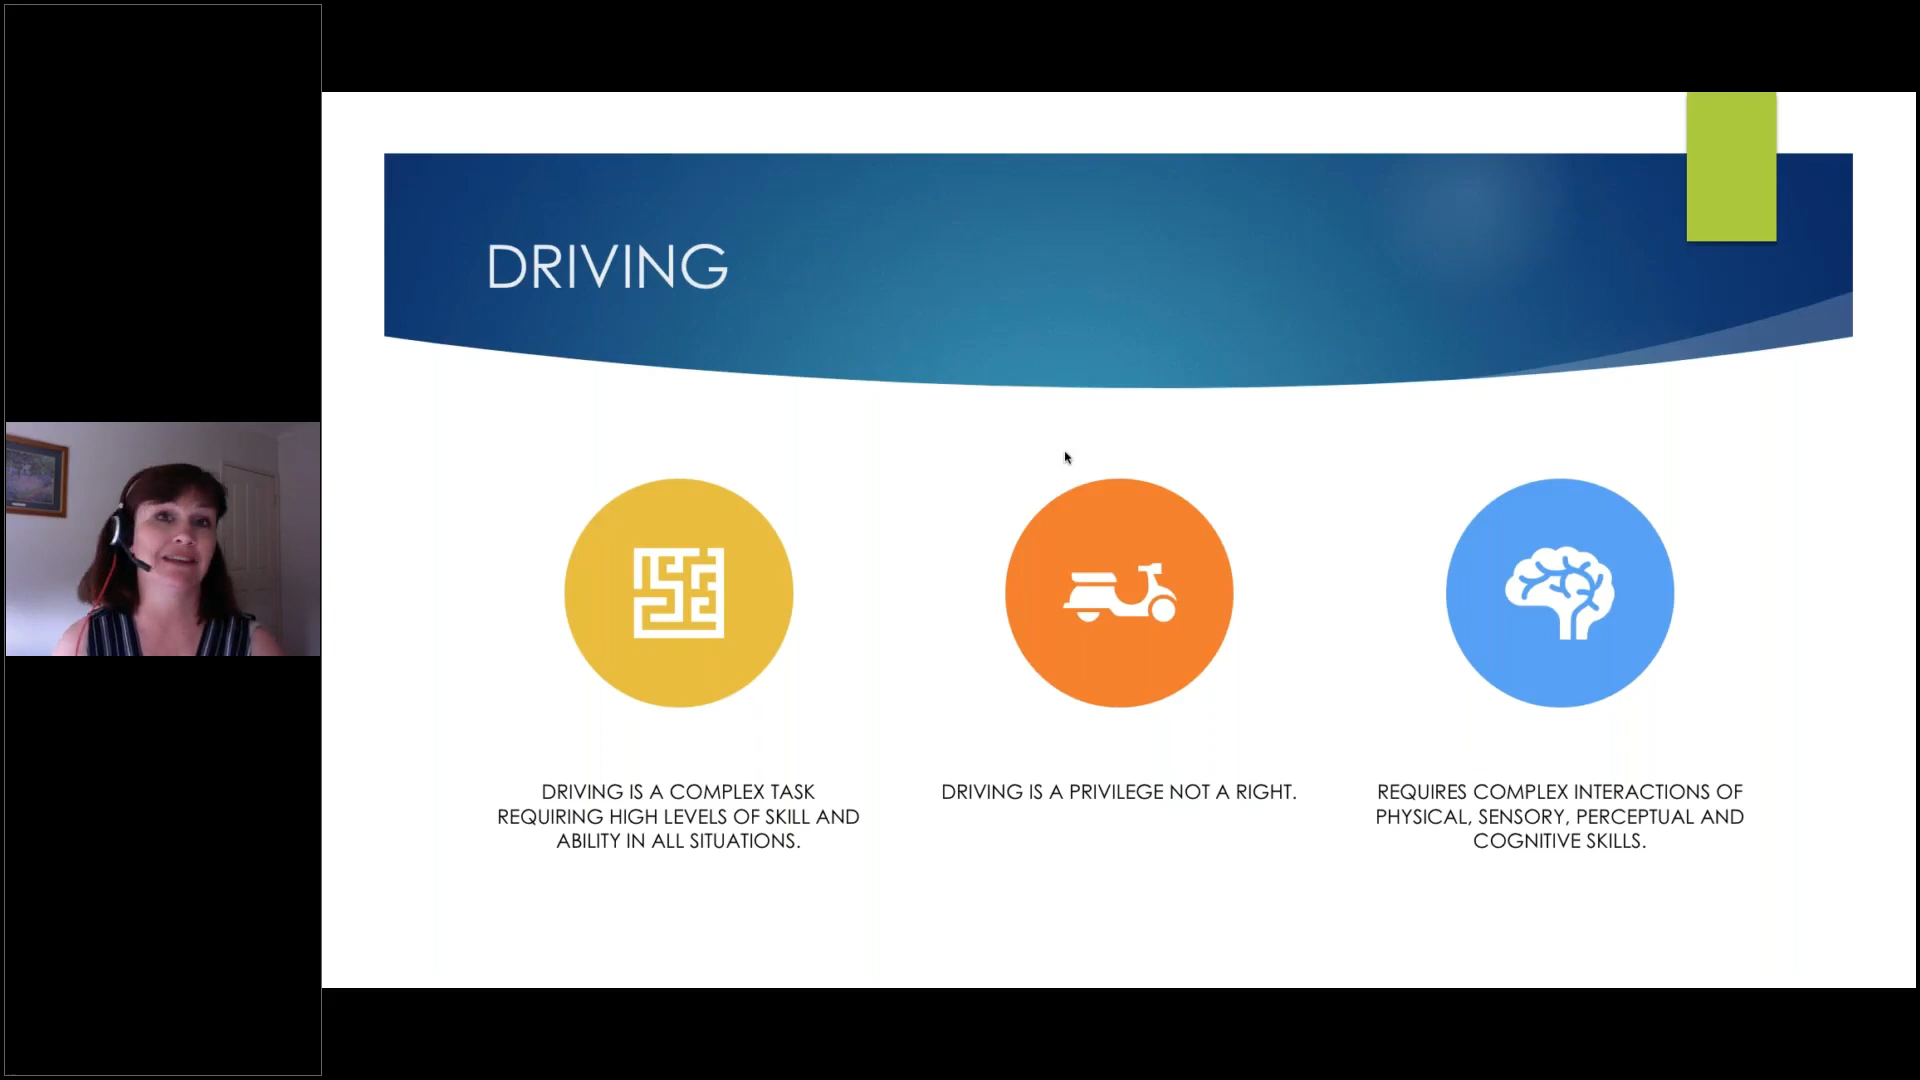 DRIVING
DRIVING IS A COMPLEX TASK
REQUIRING HIGH LEVELS OF SKILL AND
ABILITY IN ALL SITUATIONS.
DRIVING IS A PRIVILEGE NOT A RIGHT.
REQUIRES COMPLEX INTERACTIONS OF
PHYSICAL, SENSORY, PERCEPTUAL AND
COGNITIVE SKILLS.